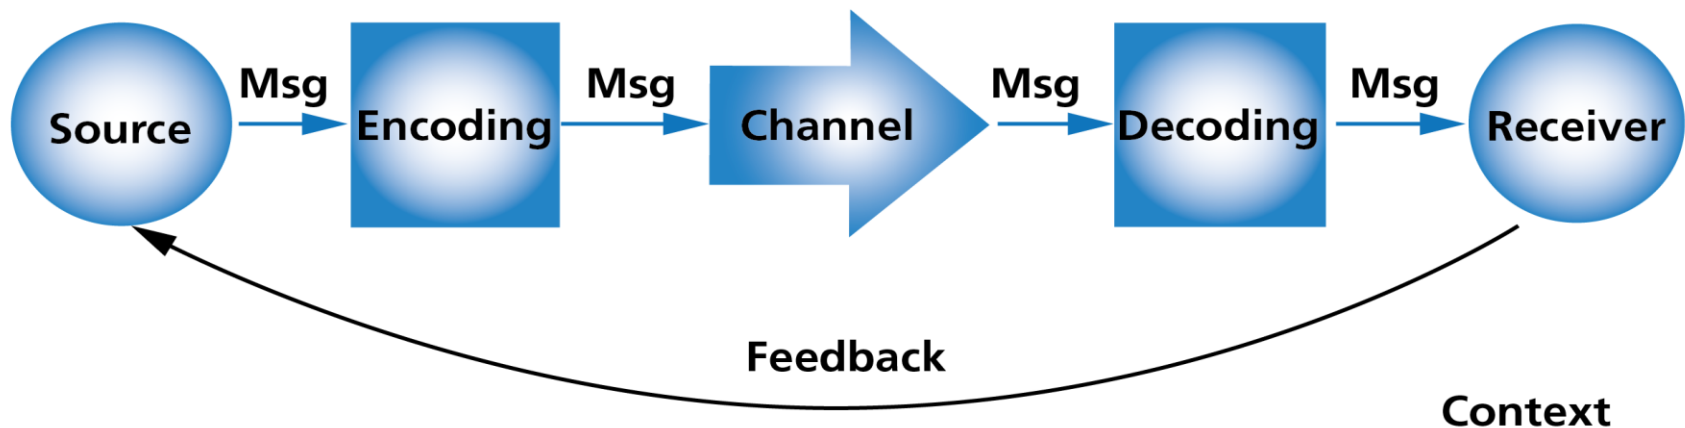 Source
Msg
Encoding
Msg
Channel
Msg
Decoding
Msg
Receiver
Feedback
Context